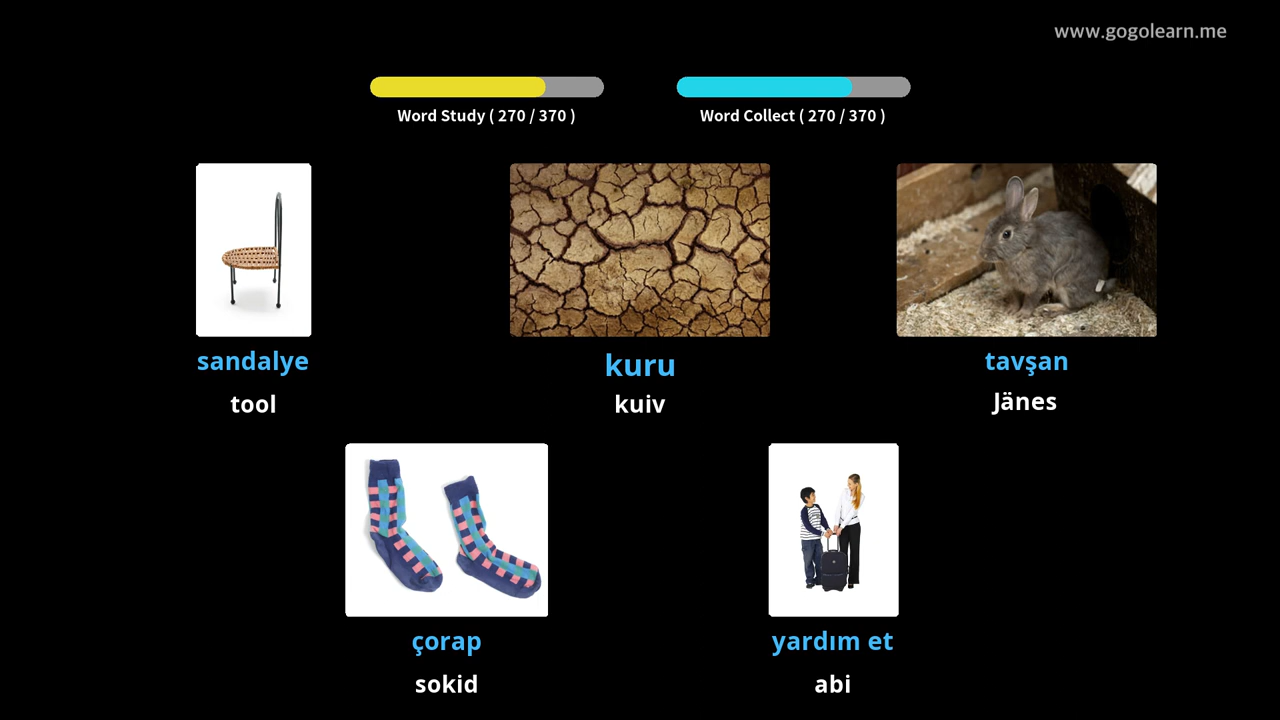 www.gogolearn.me
Word Study ( 270 / 370 )
Word Collect ( 270 / 370 )
sandalye
kuru
tavşan
tool
kuiv
Jänes
çorap
yardım et
sokid
abi